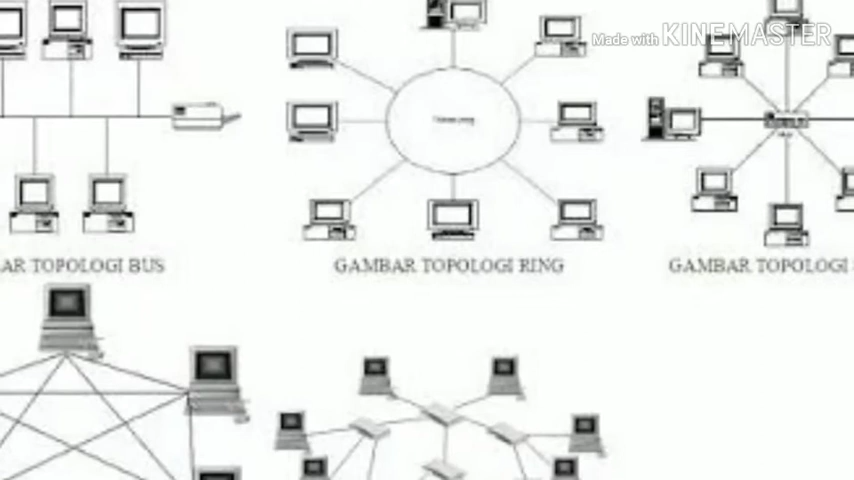 Made with KINEMASTER
AR TOPOLOGI BUS
GAMBAR TOPOLOGI RING
GAMBAR TOPOLOGI